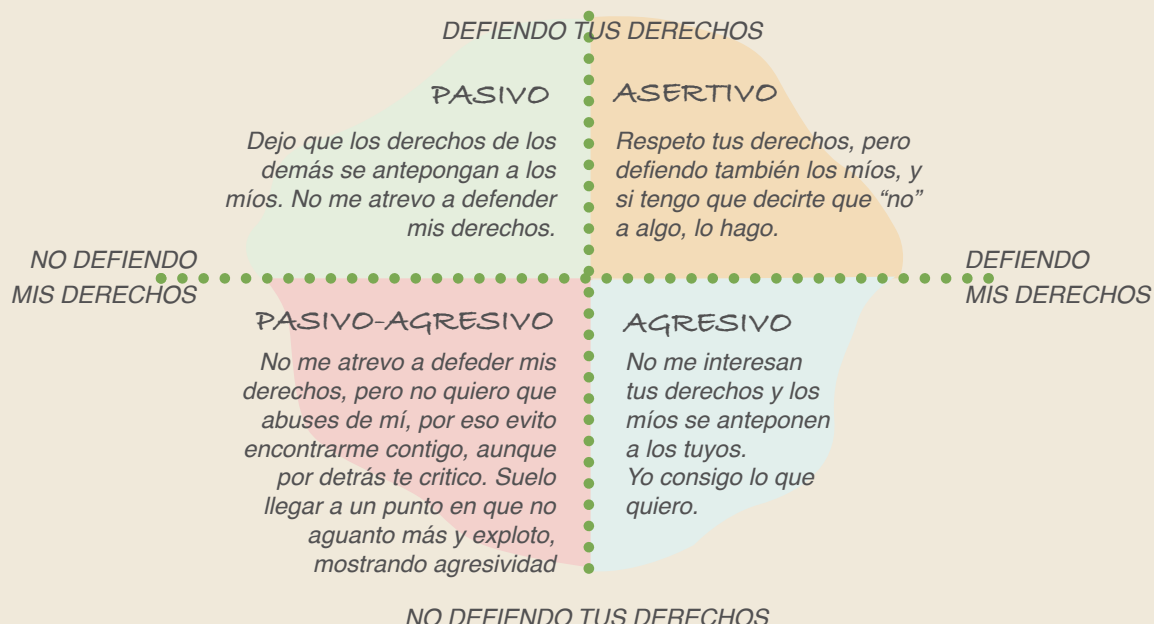 DEFIENDO TUS DERECHOS
PASIVO
Dejo que los derechos de los
demás se antepongan a los
míos. No me atrevo a defender
mis derechos.
ASERTIVO
Respeto tus derechos, pero
defiendo también los míos, y
si tengo que decirte que “no”
a algo, lo hago.
NO DEFIENDO
MIS DERECHOS
DEFIENDO
MIS DERECHOS
PASIVO-AGRESIVO
No me atrevo a defeder mis
derechos, pero no quiero que
abuses de mí, por eso evito
encontrarme contigo, aunque
por detrás te critico. Suelo
llegar a un punto en que no
aguanto más y exploto,
mostrando agresividad
AGRESIVO
No me interesan
tus derechos y los
míos se anteponen
a los tuyos.
Yo consigo lo que
quiero.
NO DEFIENDO TUS DERECHOS